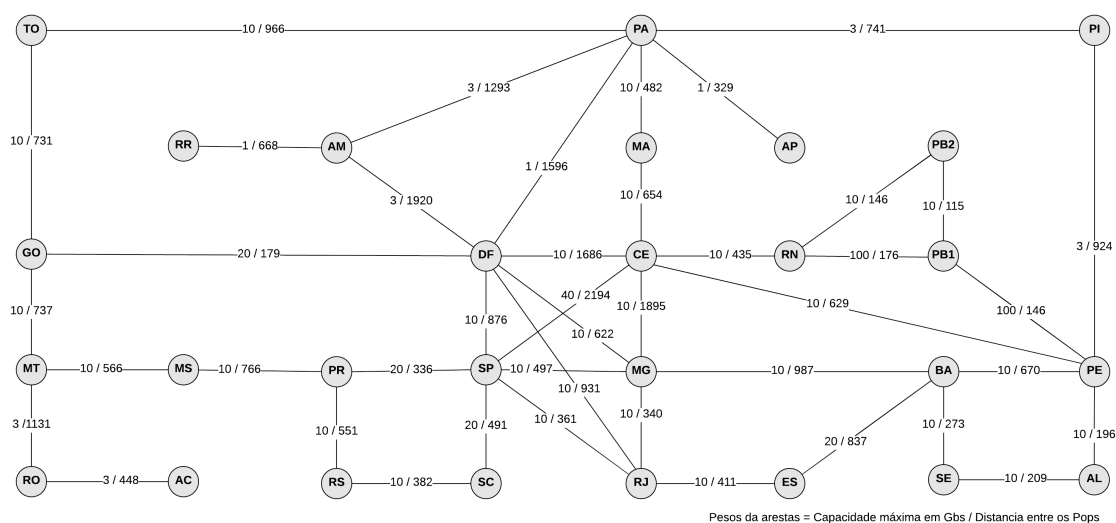 TO 10 / 966 PA 3 / 741 PI
3 / 1293 10 / 482 1 / 329
10 / 731 RR 1 / 668 AM MA AP PB2
1 / 1596
3 / 1920 10 / 654 10 / 146 10 / 115
3 / 924
GO 20 / 179 DF 10 / 1686 CE 10 / 435 RN 100 / 176 PB1
40 / 2194
10 / 737 10 / 876 10 / 622 10 / 1895 10 / 629 100 / 146
MT 10 / 566 MS 10 / 766 PR 20 / 336 SP 10 / 497 MG 10 / 987 BA 10 / 670 PE
10 / 931
3 /1131 10 / 551 20 / 491 10 / 361 10 / 340 20 / 837 10 / 273 10 / 196
RO 3 / 448 AC RS 10 / 382 SC RJ 10 / 411 ES SE 10 / 209 AL
Pesos da arestas = Capacidade máxima em Gbs / Distancia entre os Pops